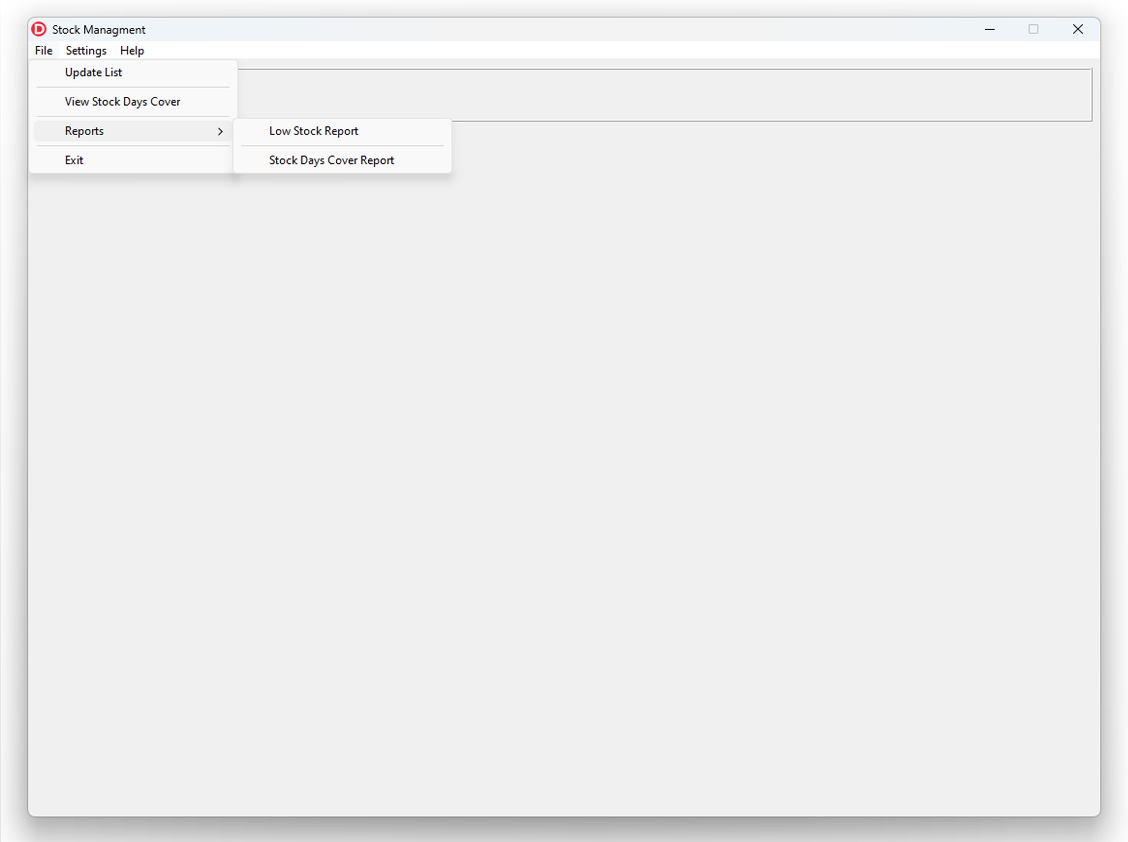 Stock Managment
File Settings Help
Update List
View Stock Days Cover
Reports
Low Stock Report
Exit
Stock Days Cover Report